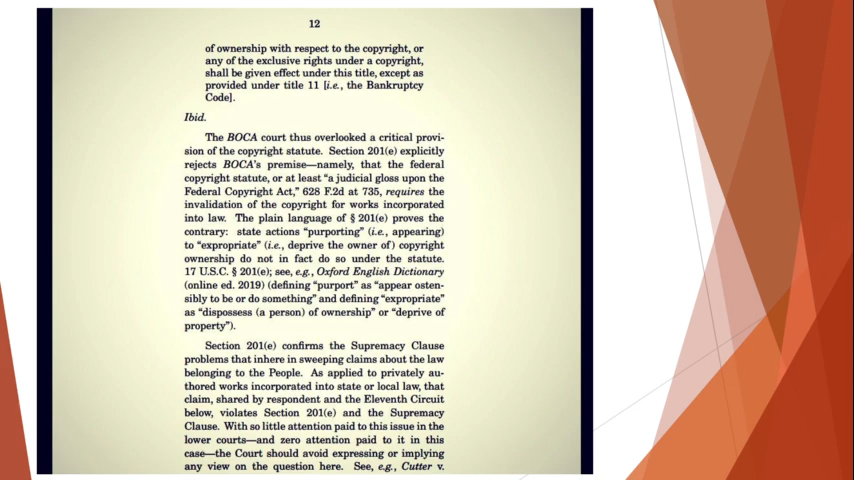 12
of ownership with respect to the copyright, or
any of the exclusive rights under a copyright,
shall be given effect under this title, except as
provided under title 11 [i.e., the Bankruptcy
Code].
Ibid.
The BOCA court thus overlooked a critical provi-
sion of the copyright statute. Section 201(e) explicitly
rejects BOCA's premise—namely, that the federal
copyright statute, or at least “a judicial gloss upon the
Federal Copyright Act,” 628 F.2d at 735, requires the
invalidation of the copyright for works incorporated
into law. The plain language of § 201(e) proves the
contrary: state actions “purporting” (i.e., appearing)
to “expropriate” (i.e., deprive the owner of) copyright
ownership do not in fact do so under the statute.
17 U.S.C. § 201(e); see, e.g., Oxford English Dictionary
(online ed. 2019) (defining “purport” as “appear osten-
sibly to be or do something” and defining “expropriate”
as “dispossess (a person) of ownership” or “deprive of
property”).
Section 201(e) confirms the Supremacy Clause
problems that inhere in sweeping claims about the law
belonging to the People. As applied to privately au-
thored works incorporated into state or local law, that
claim, shared by respondent and the Eleventh Circuit
below, violates Section 201(e) and the Supremacy
Clause. With so little attention paid to this issue in the
lower courts—and zero attention paid to it in this
case—the Court should avoid expressing or implying
any view on the question here. See, e.g., Cutter v.